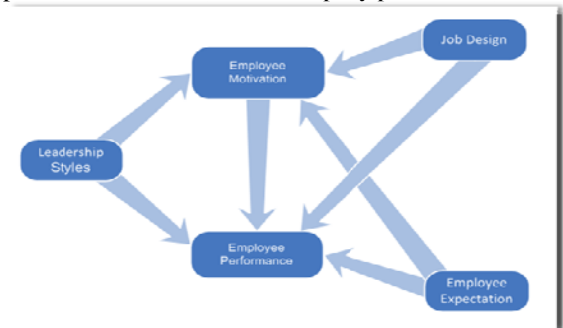 Job Design
Employee
Motivation
Leadership
Styles
Employee
Performance
Employee
Expectation